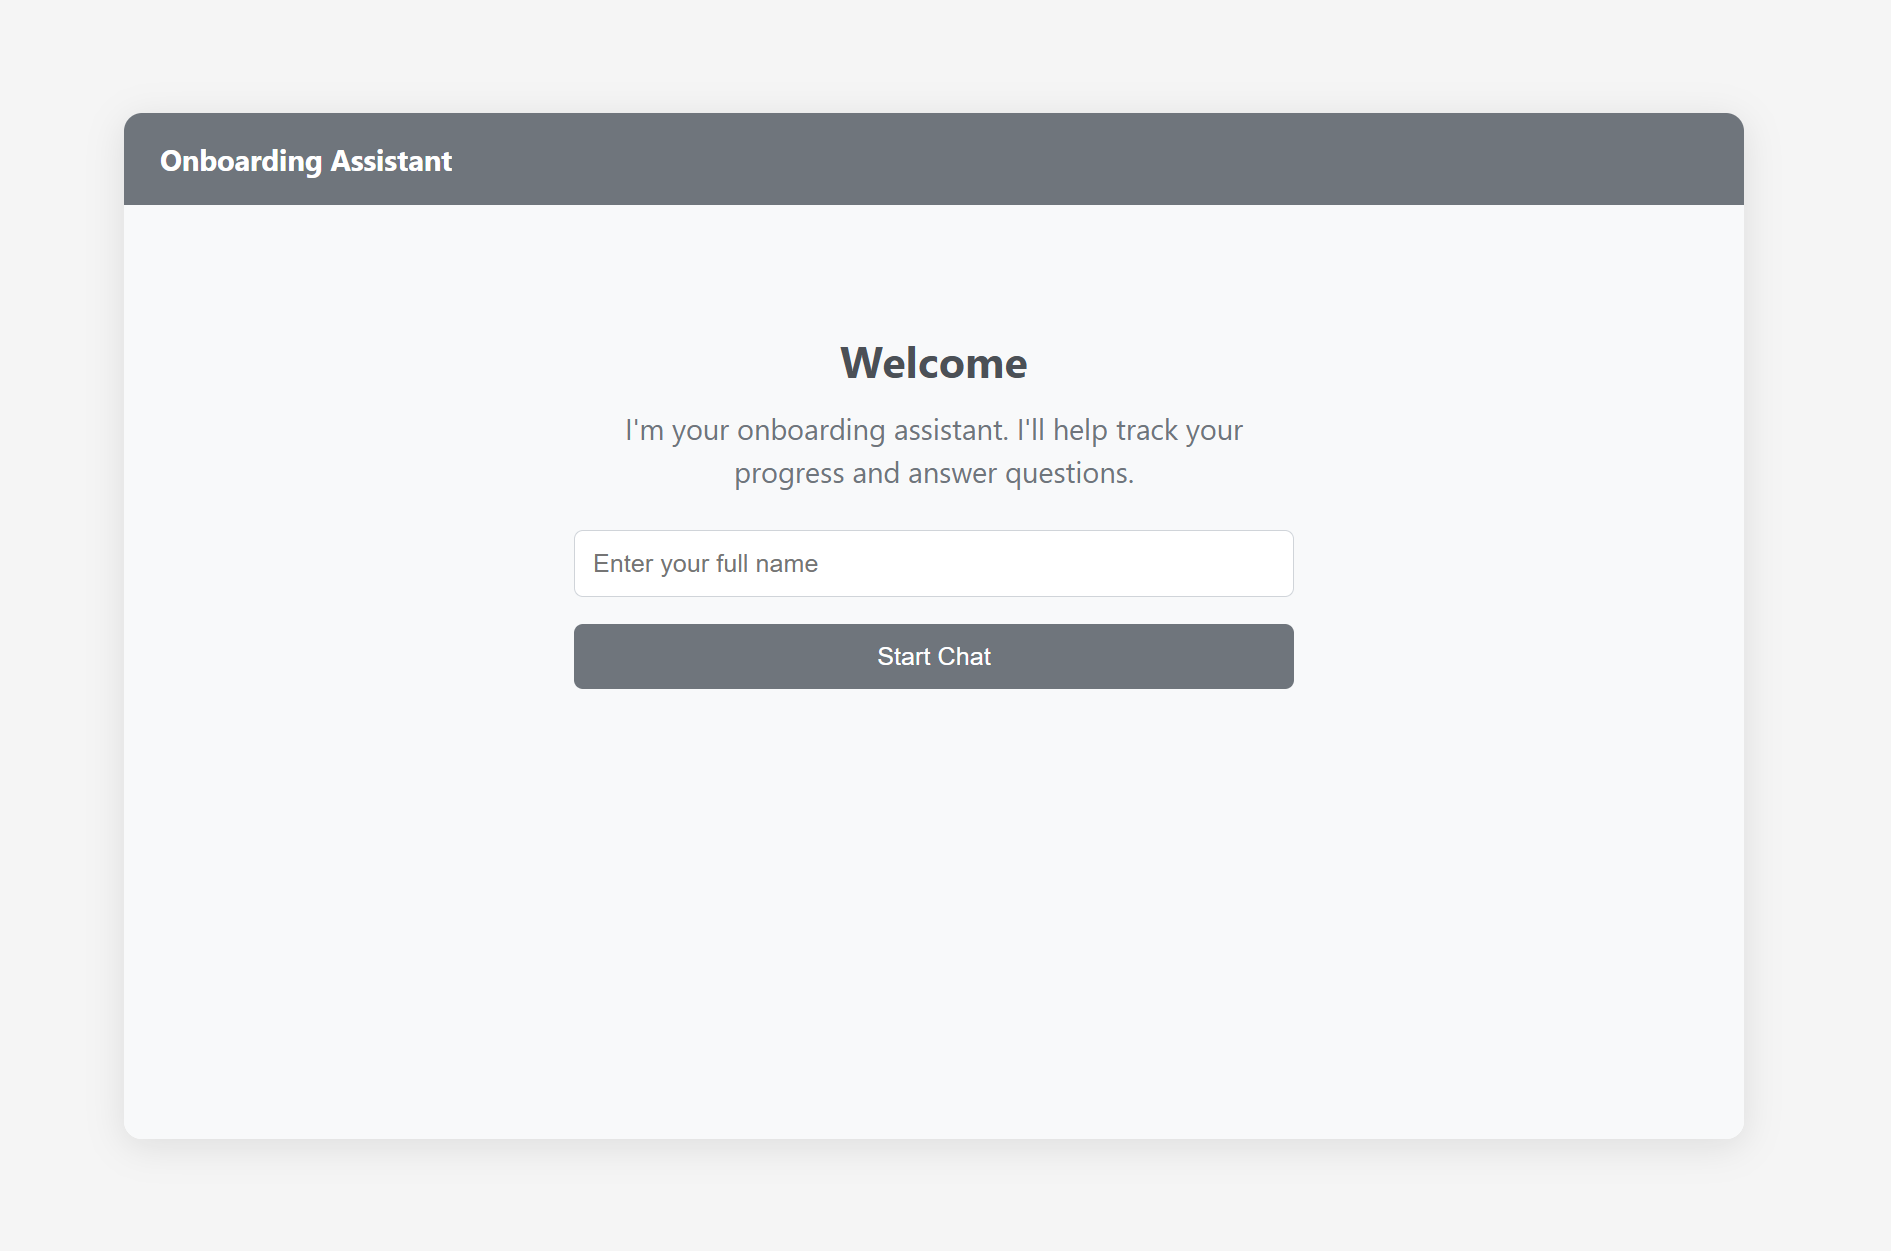 Onboarding Assistant
Welcome
I'm your onboarding assistant. I'll help track your
progress and answer questions.
Enter your full name
Start Chat